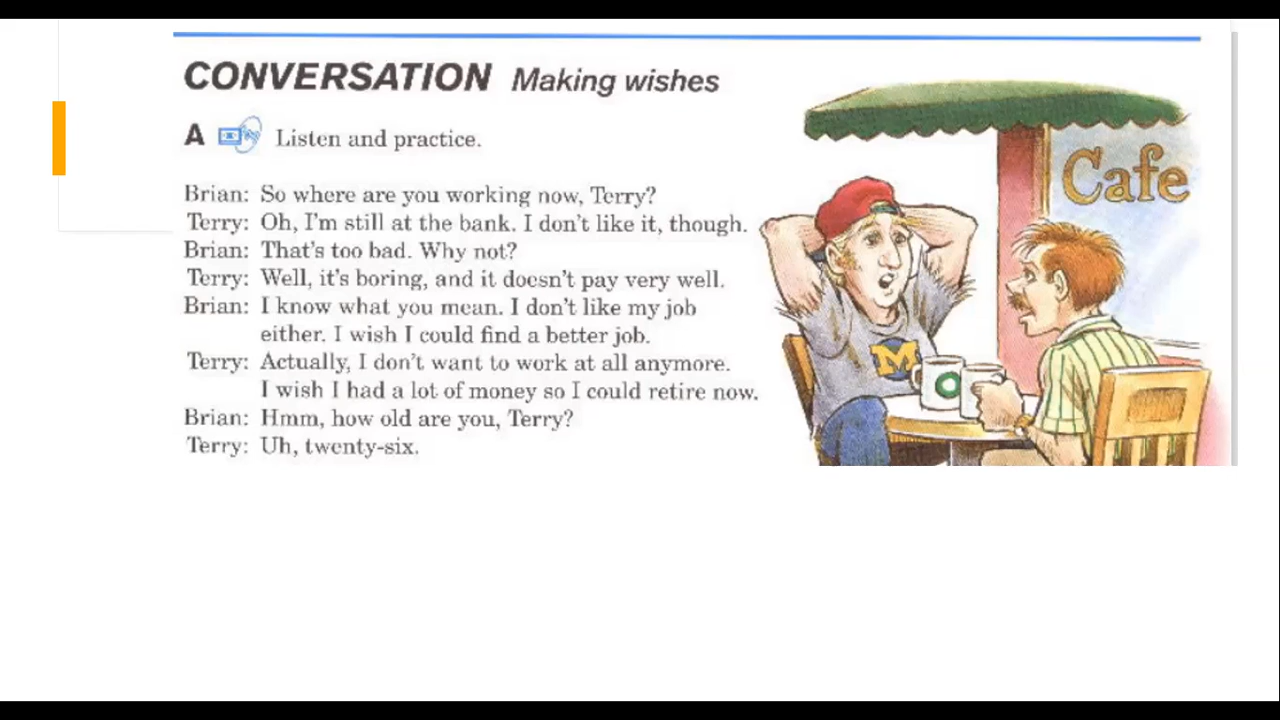 CONVERSATION Making wishes
A Listen and practice.
Brian: So where are you working now, Terry?
Terry: Oh, I'm still at the bank. I don't like it, though.
Brian: That's too bad. Why not?
Terry: Well, it's boring, and it doesn't pay very well.
Brian: I know what you mean. I don't like my job
either. I wish I could find a better job.
Terry: Actually, I don't want to work at all anymore.
I wish I had a lot of money so I could retire now.
Brian: Hmm, how old are you, Terry?
Terry: Uh, twenty-six.
Cafe
M